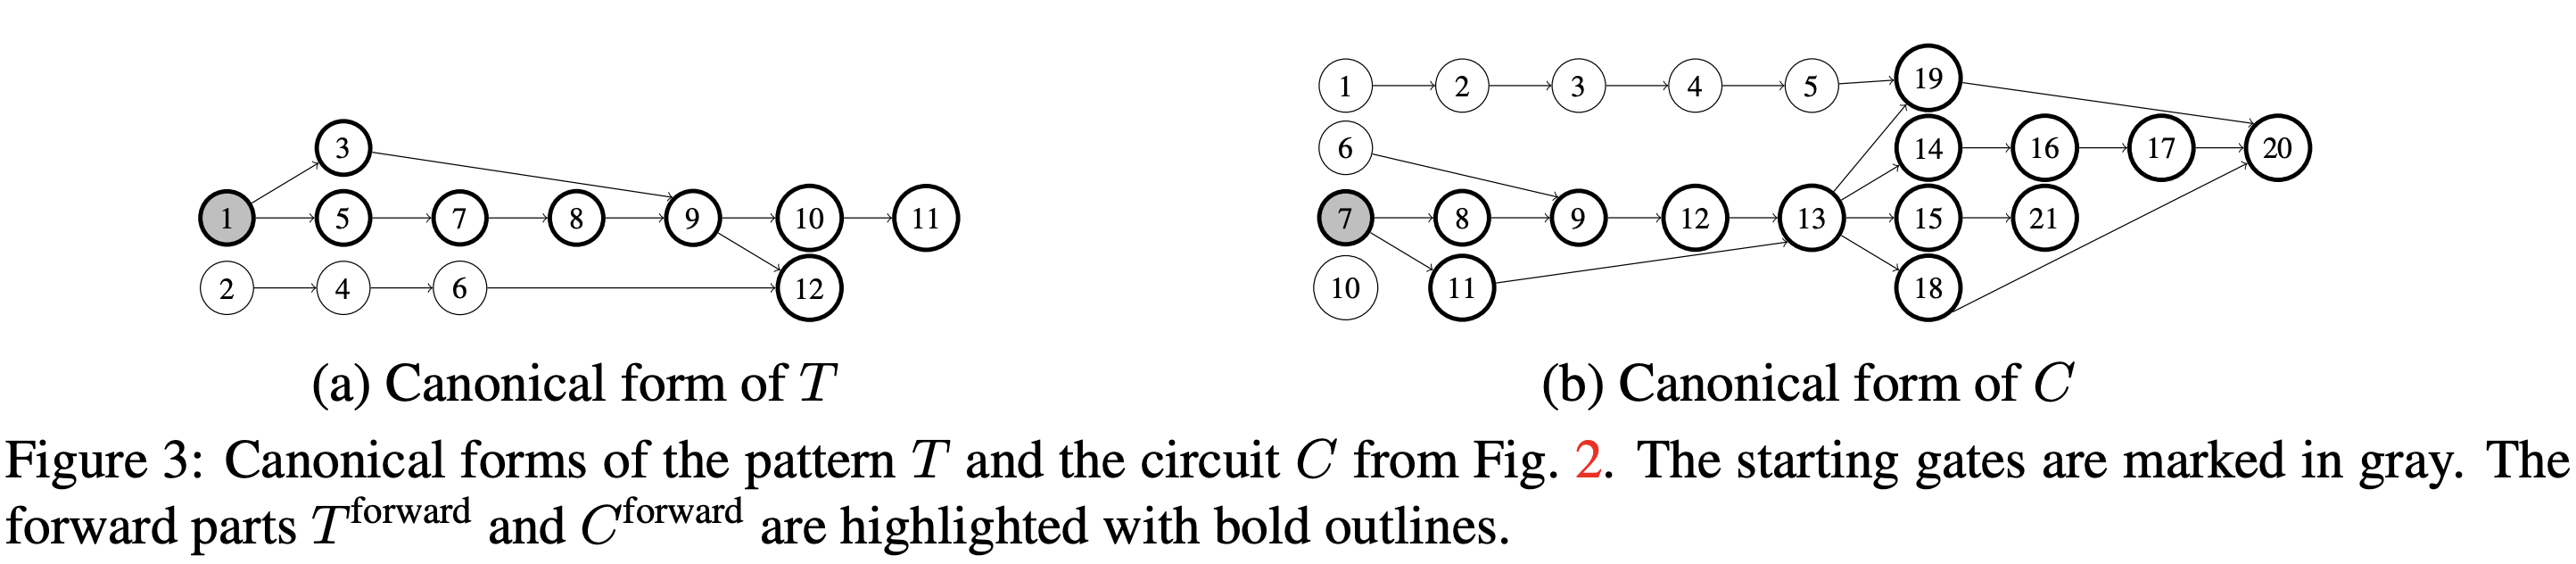 1 2 3 4 5 19
3 6 14 16 17 20
1 5 7 8 9 10 11 7 8 9 12 13 15 21
2 4 6 12 10 11 18
(a) Canonical form of T
(b) Canonical form of C
Figure 3: Canonical forms of the pattern T and the circuit C from Fig. 2. The starting gates are marked in gray. The
forward parts T^forward and C^forward are highlighted with bold outlines.